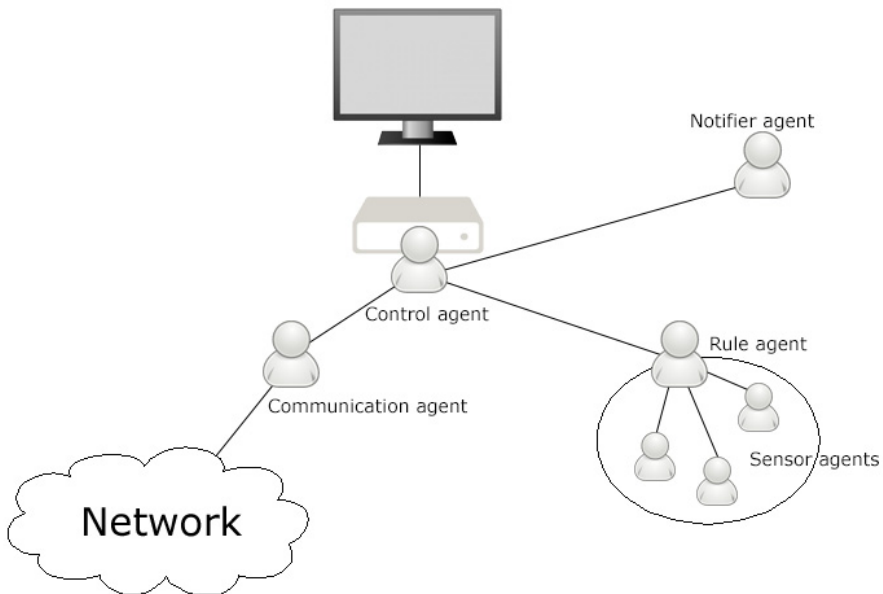 Notifier agent
Control agent
Rule agent
Communication agent
Sensor agents
Network